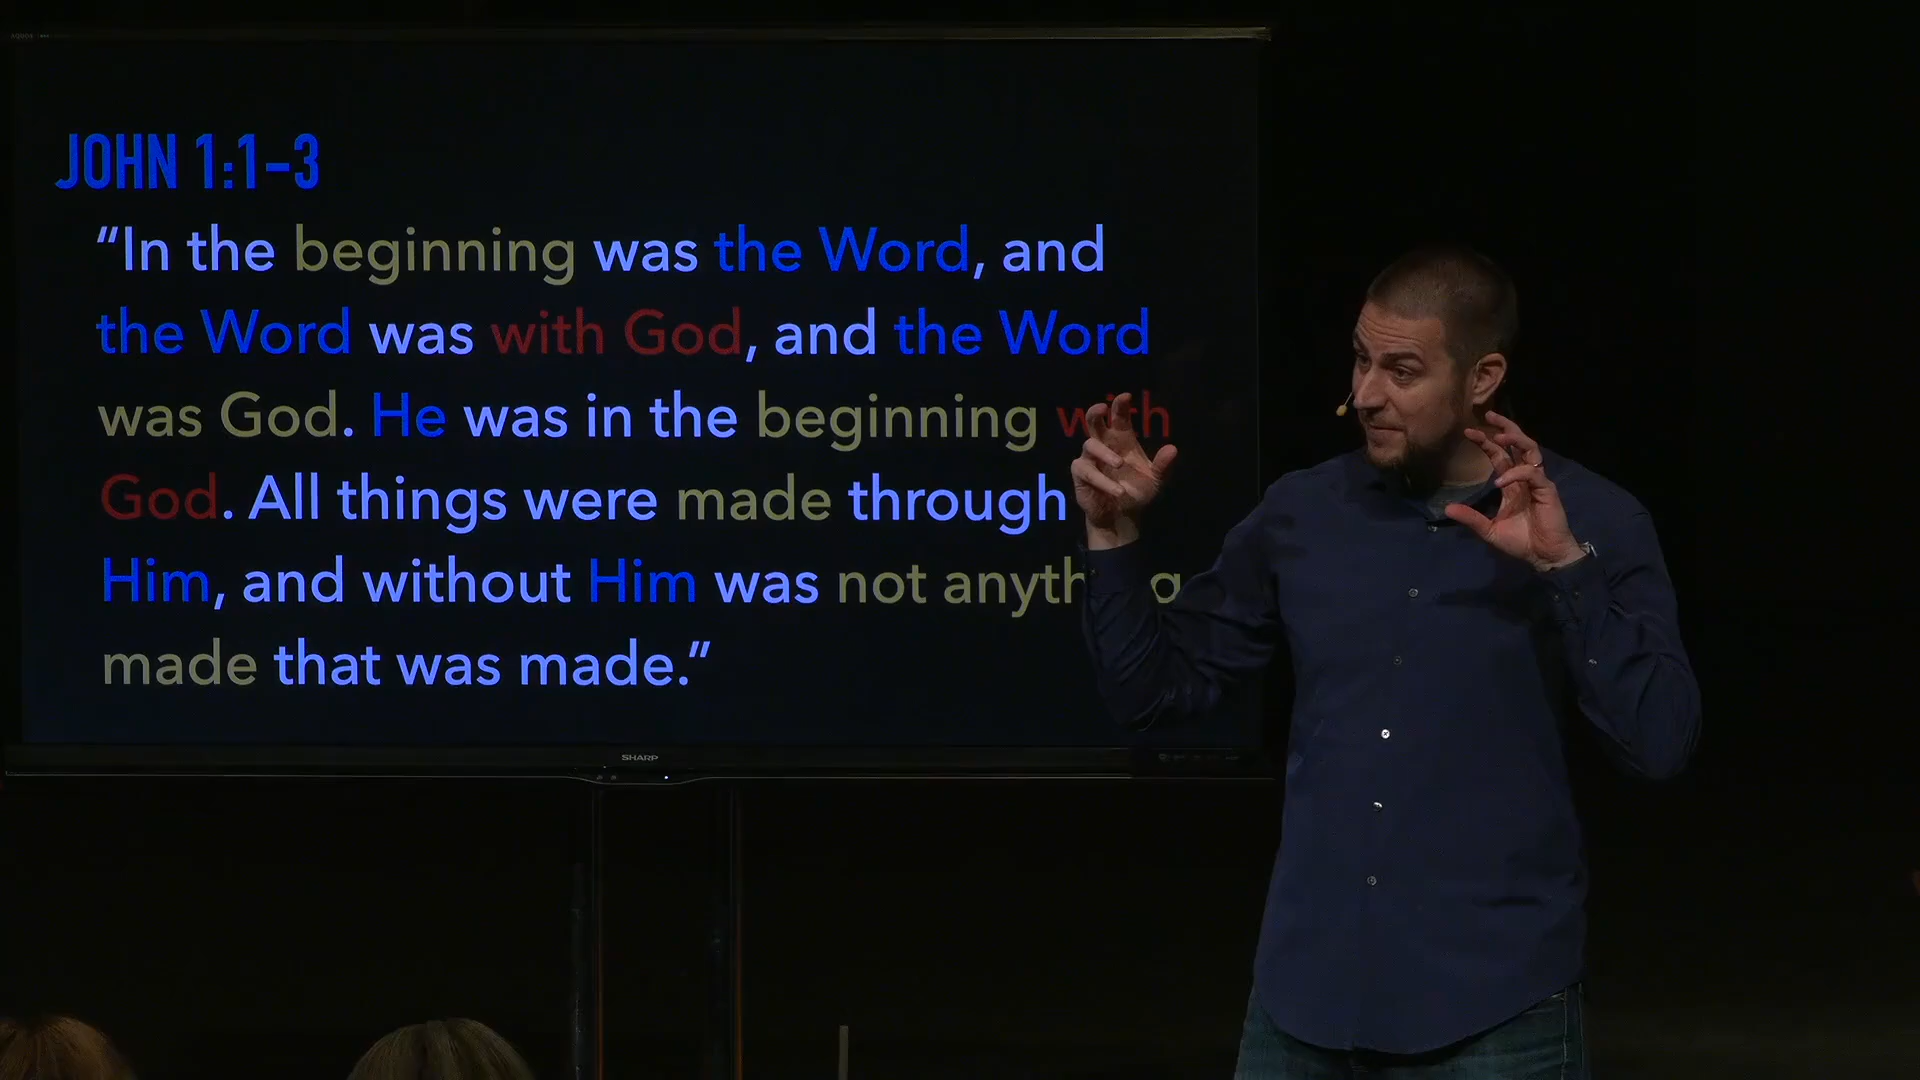 JOHN 1:1-3
“In the beginning was the Word, and
the Word was with God, and the Word
was God. He was in the beginning with
God. All things were made through
Him, and without Him was not anything
made that was made.”
SHARP